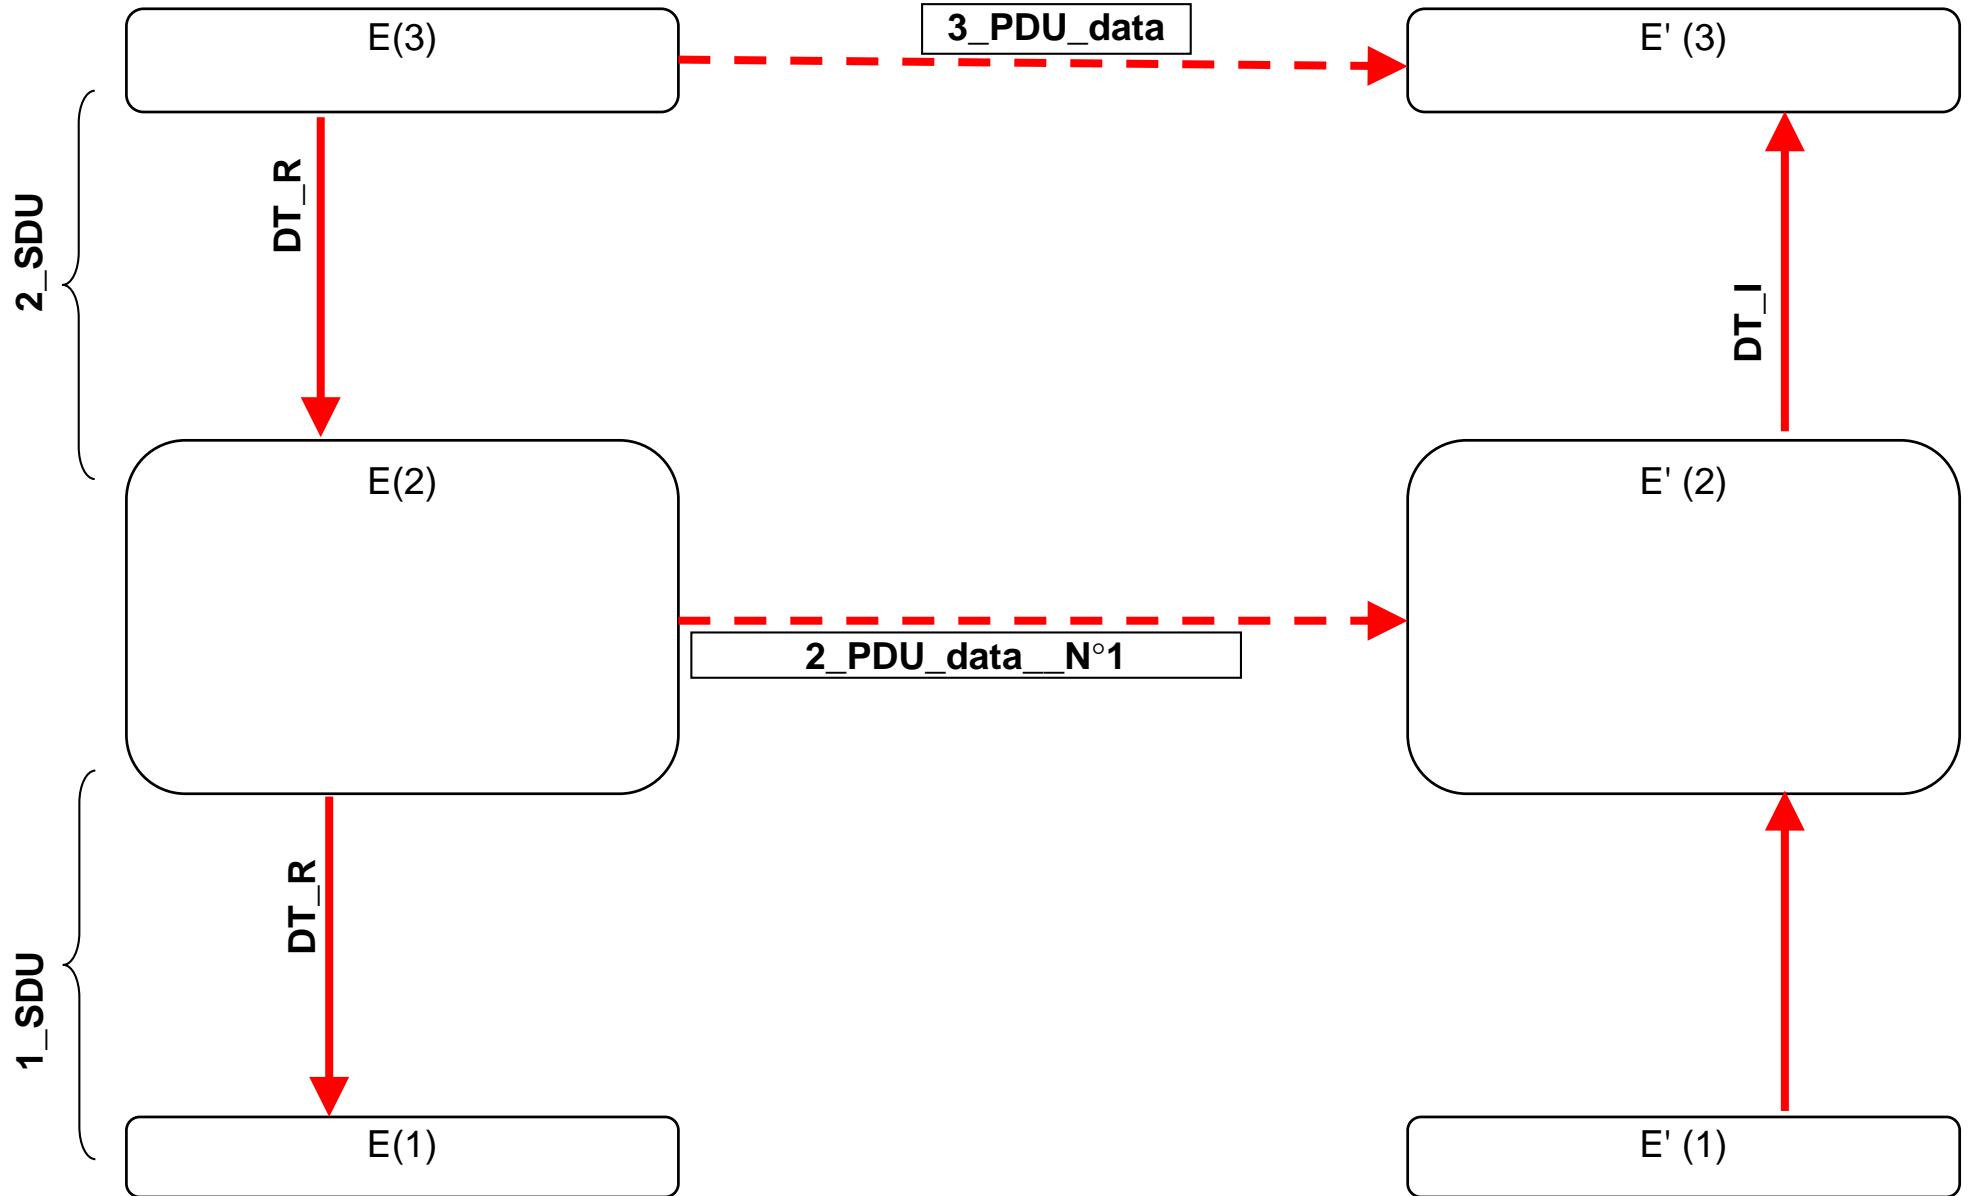 E(3)
3_PDU_data
E' (3)
2_SDU
DT_R
DT_I
E(2)
E' (2)
2_PDU_data__N°1
1_SDU
DT_R
E(1)
E' (1)